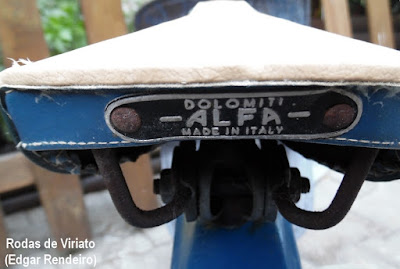 DOLOMITI
-ALFA-
MADE IN ITALY
Rodas de Viriato
(Edgar Rendeiro)